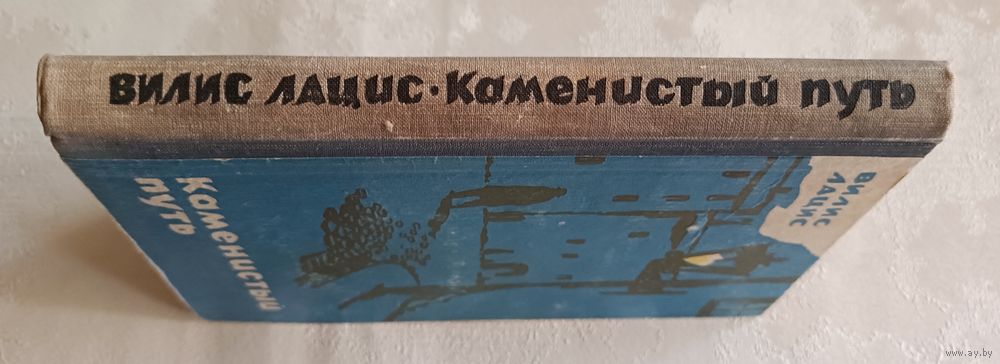 ВИЛИС ЛАЦИС · Каменистый путь
ВИЛИС
ЛАЦИС
Каменистый
путь
www.ay.by